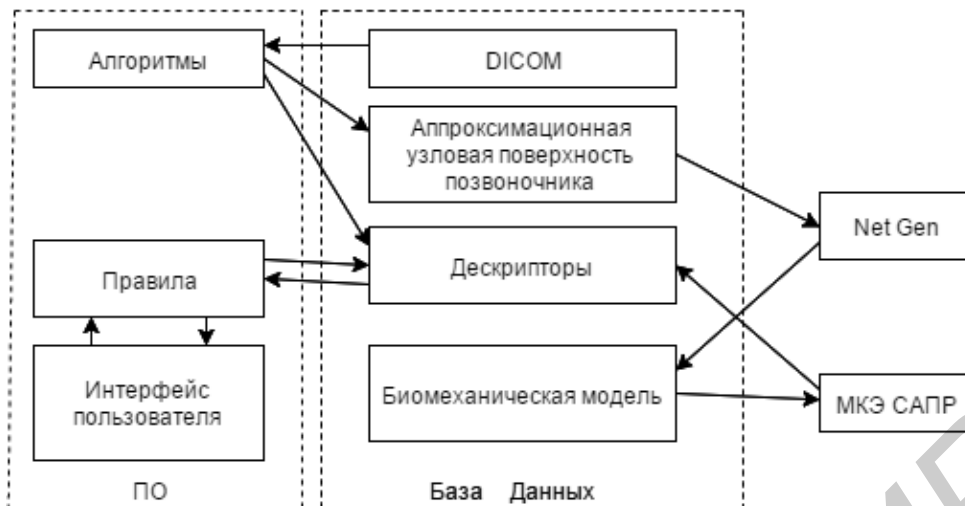 Алгоритмы
DICOM
Аппроксимационная
узловая поверхность
позвоночника
Net Gen
Правила
Дескрипторы
Интерфейс
пользователя
Биомеханическая модель
МКЭ САПР
ПО
База Данных